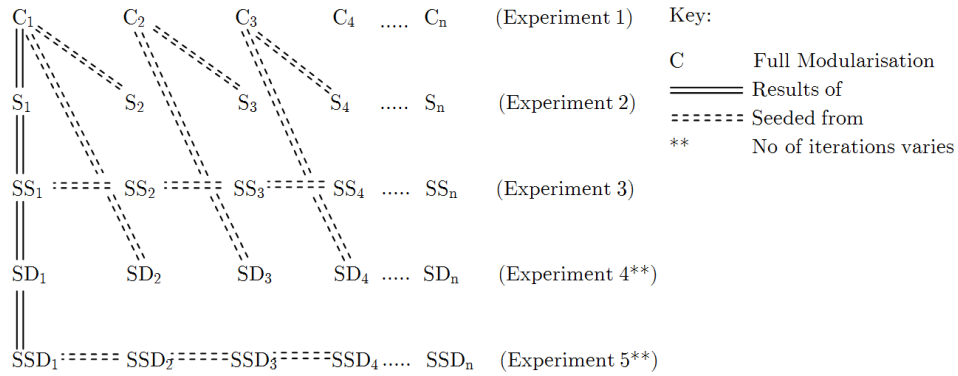 C₁ C₂ C₃ C₄ ..... Cₙ (Experiment 1) Key:
C Full Modularisation
Results of
S₁ S₂ S₃ S₄ ..... Sₙ (Experiment 2)
Seeded from
** No of iterations varies
SS₁ SS₂ SS₃ SS₄ ..... SSₙ (Experiment 3)
SD₁ SD₂ SD₃ SD₄ ..... SDₙ (Experiment 4**)
SSD₁ SSD₂ SSD₃ SSD₄ ..... SSDₙ (Experiment 5**)